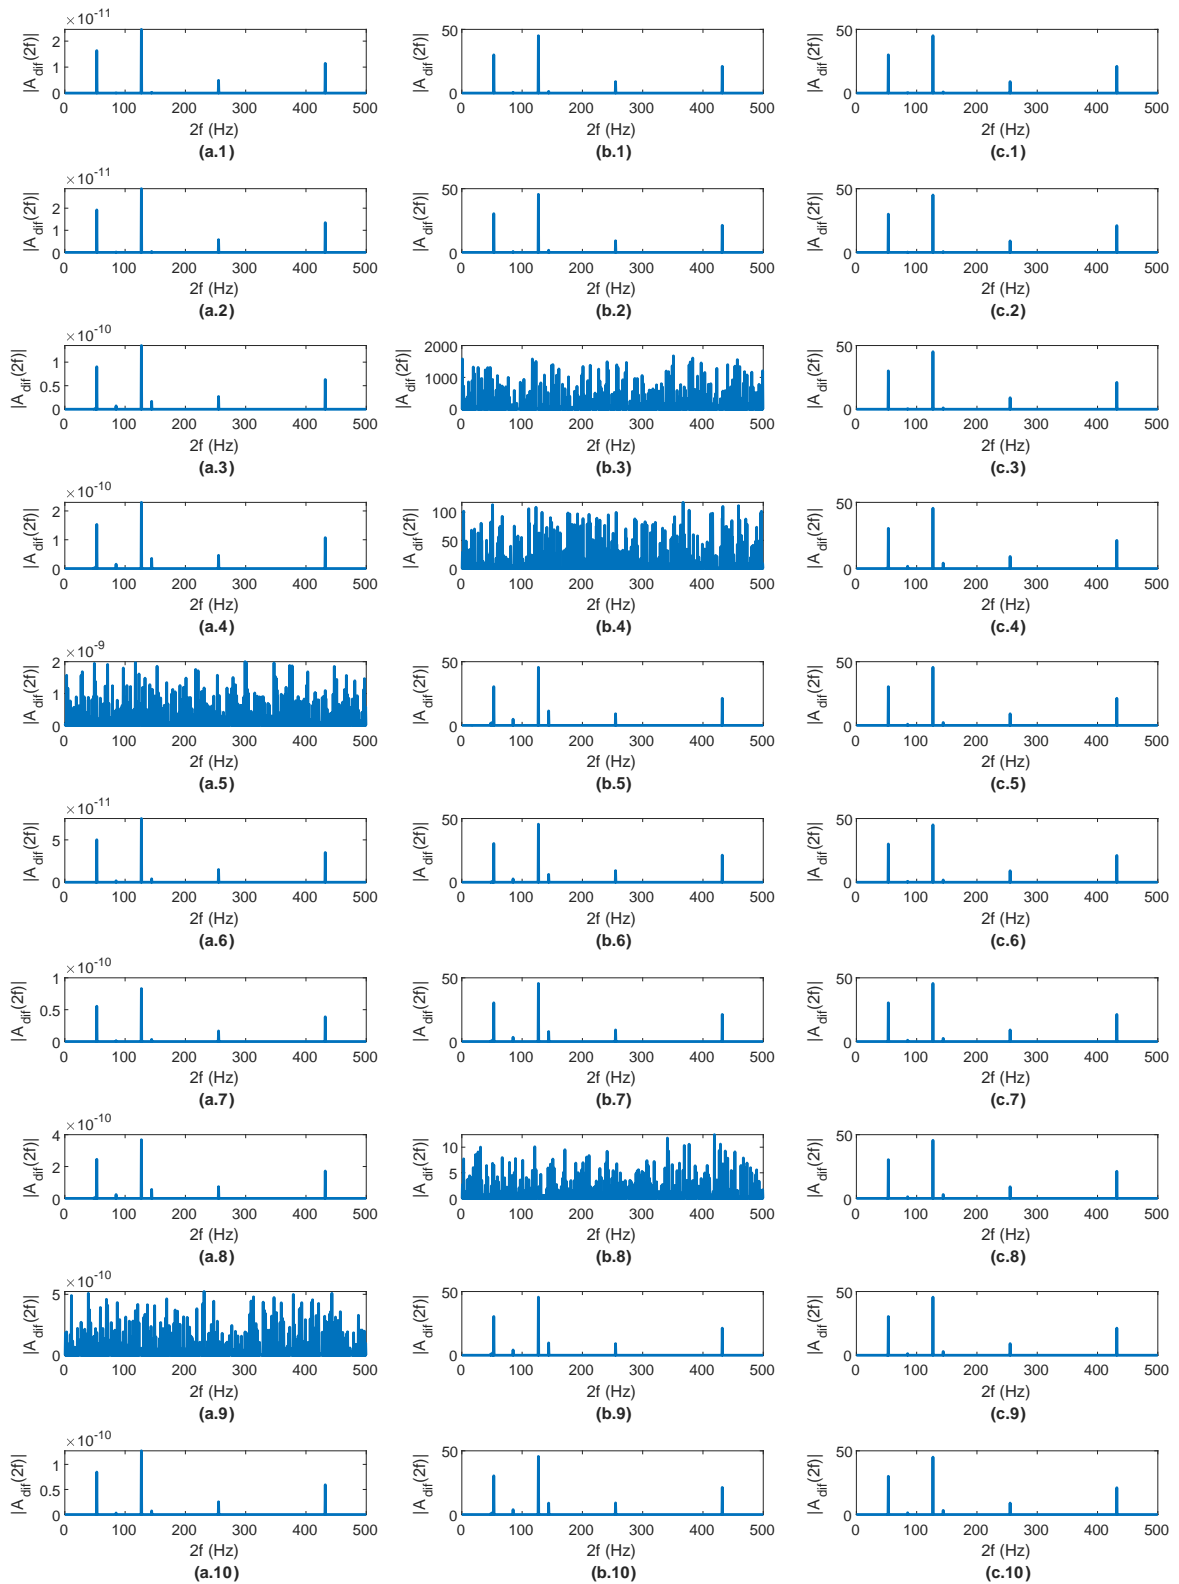 ×10⁻¹¹
2
1
0
|A_dif(2f)|
0 100 200 300 400 500
2f (Hz)
(a.1)
50
0
|A_dif(2f)|
0 100 200 300 400 500
2f (Hz)
(b.1)
50
0
|A_dif(2f)|
0 100 200 300 400 500
2f (Hz)
(c.1)
×10⁻¹¹
2
1
0
|A_dif(2f)|
0 100 200 300 400 500
2f (Hz)
(a.2)
50
0
|A_dif(2f)|
0 100 200 300 400 500
2f (Hz)
(b.2)
50
0
|A_dif(2f)|
0 100 200 300 400 500
2f (Hz)
(c.2)
×10⁻¹⁰
1
0.5
0
|A_dif(2f)|
0 100 200 300 400 500
2f (Hz)
(a.3)
2000
1000
0
|A_dif(2f)|
0 100 200 300 400 500
2f (Hz)
(b.3)
50
0
|A_dif(2f)|
0 100 200 300 400 500
2f (Hz)
(c.3)
×10⁻¹⁰
2
1
0
|A_dif(2f)|
0 100 200 300 400 500
2f (Hz)
(a.4)
100
50
0
|A_dif(2f)|
0 100 200 300 400 500
2f (Hz)
(b.4)
50
0
|A_dif(2f)|
0 100 200 300 400 500
2f (Hz)
(c.4)
×10⁻⁹
2
1
0
|A_dif(2f)|
0 100 200 300 400 500
2f (Hz)
(a.5)
50
0
|A_dif(2f)|
0 100 200 300 400 500
2f (Hz)
(b.5)
50
0
|A_dif(2f)|
0 100 200 300 400 500
2f (Hz)
(c.5)
×10⁻¹¹
5
0
|A_dif(2f)|
0 100 200 300 400 500
2f (Hz)
(a.6)
50
0
|A_dif(2f)|
0 100 200 300 400 500
2f (Hz)
(b.6)
50
0
|A_dif(2f)|
0 100 200 300 400 500
2f (Hz)
(c.6)
×10⁻¹⁰
1
0.5
0
|A_dif(2f)|
0 100 200 300 400 500
2f (Hz)
(a.7)
50
0
|A_dif(2f)|
0 100 200 300 400 500
2f (Hz)
(b.7)
50
0
|A_dif(2f)|
0 100 200 300 400 500
2f (Hz)
(c.7)
×10⁻¹⁰
4
2
0
|A_dif(2f)|
0 100 200 300 400 500
2f (Hz)
(a.8)
10
5
0
|A_dif(2f)|
0 100 200 300 400 500
2f (Hz)
(b.8)
50
0
|A_dif(2f)|
0 100 200 300 400 500
2f (Hz)
(c.8)
×10⁻¹⁰
5
0
|A_dif(2f)|
0 100 200 300 400 500
2f (Hz)
(a.9)
50
0
|A_dif(2f)|
0 100 200 300 400 500
2f (Hz)
(b.9)
50
0
|A_dif(2f)|
0 100 200 300 400 500
2f (Hz)
(c.9)
×10⁻¹⁰
1
0.5
0
|A_dif(2f)|
0 100 200 300 400 500
2f (Hz)
(a.10)
50
0
|A_dif(2f)|
0 100 200 300 400 500
2f (Hz)
(b.10)
50
0
|A_dif(2f)|
0 100 200 300 400 500
2f (Hz)
(c.10)